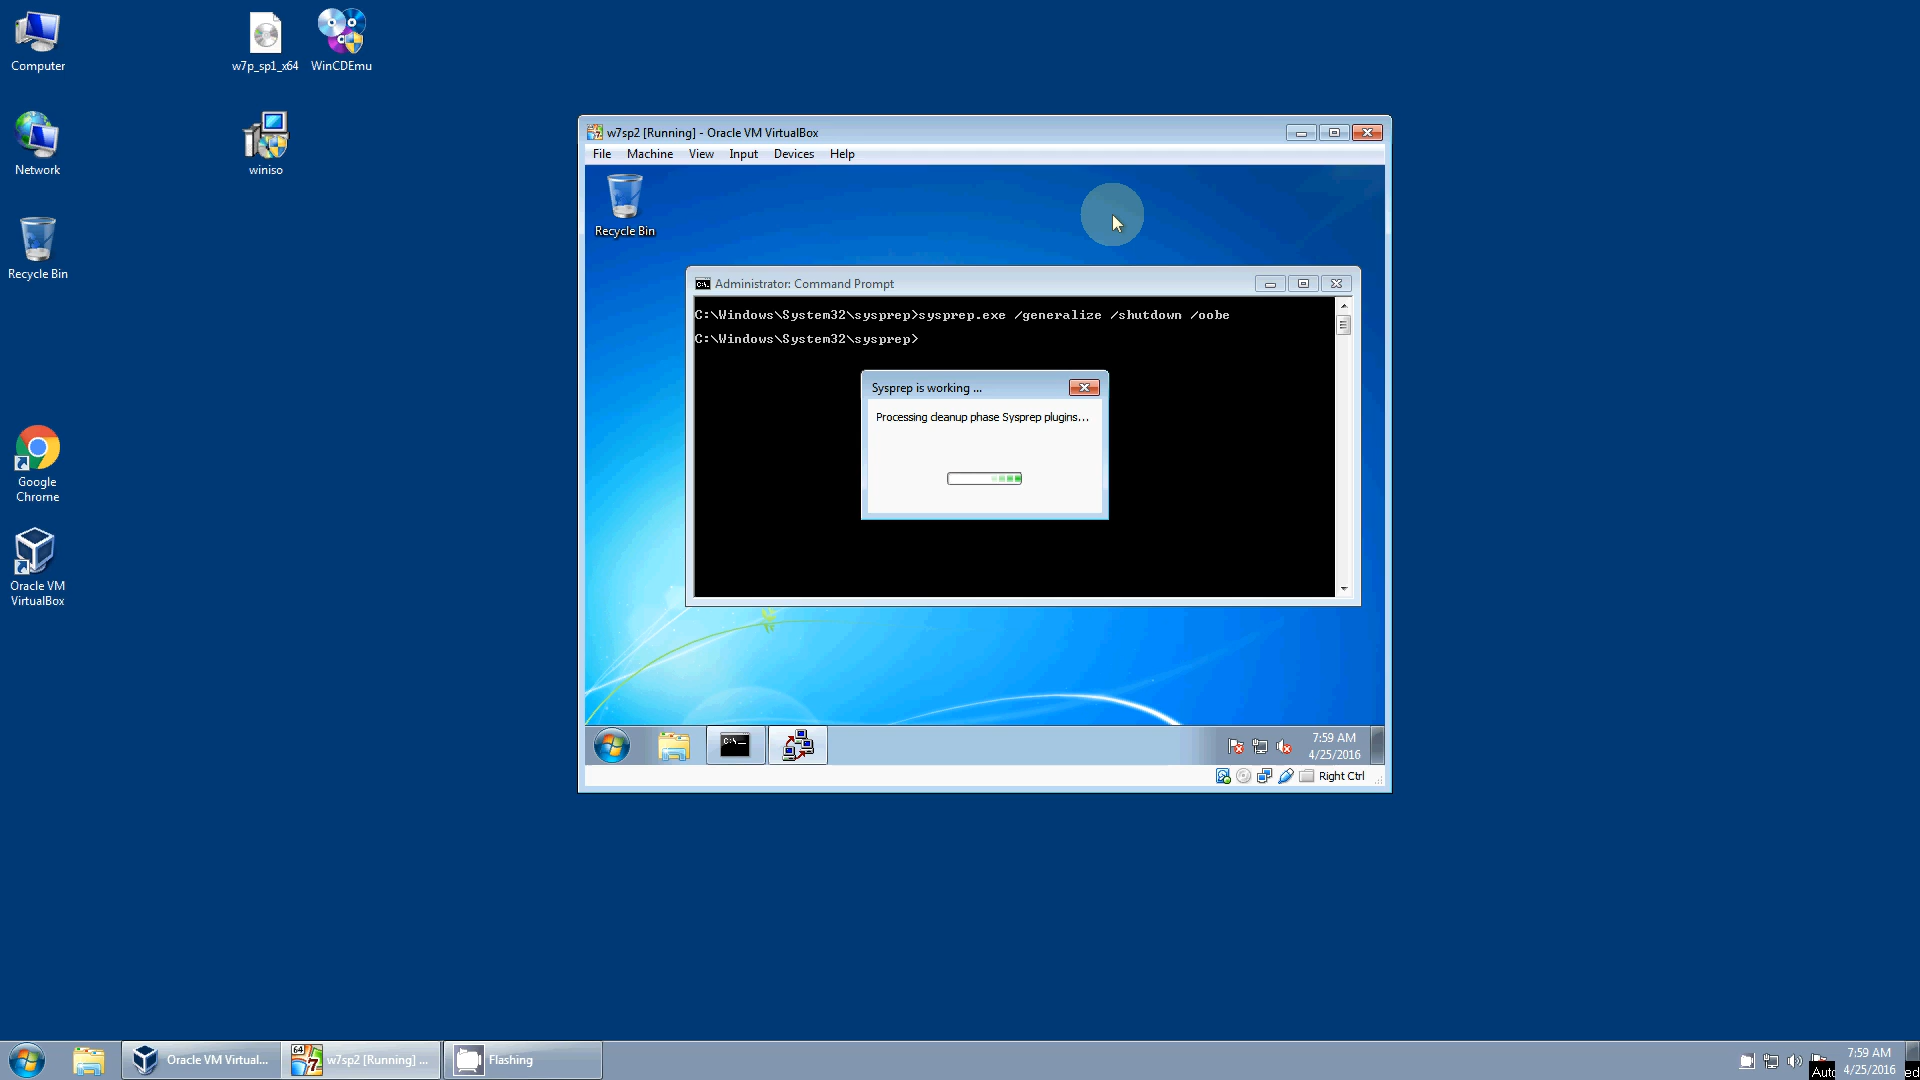 Computer
w7p_sp1_x64
WinCDEmu
Network
winiso
Recycle Bin
Google
Chrome
Oracle VM
VirtualBox
w7sp2 [Running] - Oracle VM VirtualBox
File Machine View Input Devices Help
Recycle Bin
Administrator: Command Prompt
C:\Windows\System32\sysprep>sysprep.exe /generalize /shutdown /oobe
C:\Windows\System32\sysprep>
Sysprep is working ...
Processing cleanup phase Sysprep plugins...
7:59 AM
4/25/2016
Right Ctrl
Oracle VM Virtual...
64
7
w7sp2 [Running] ...
Flashing
7:59 AM
4/25/2016